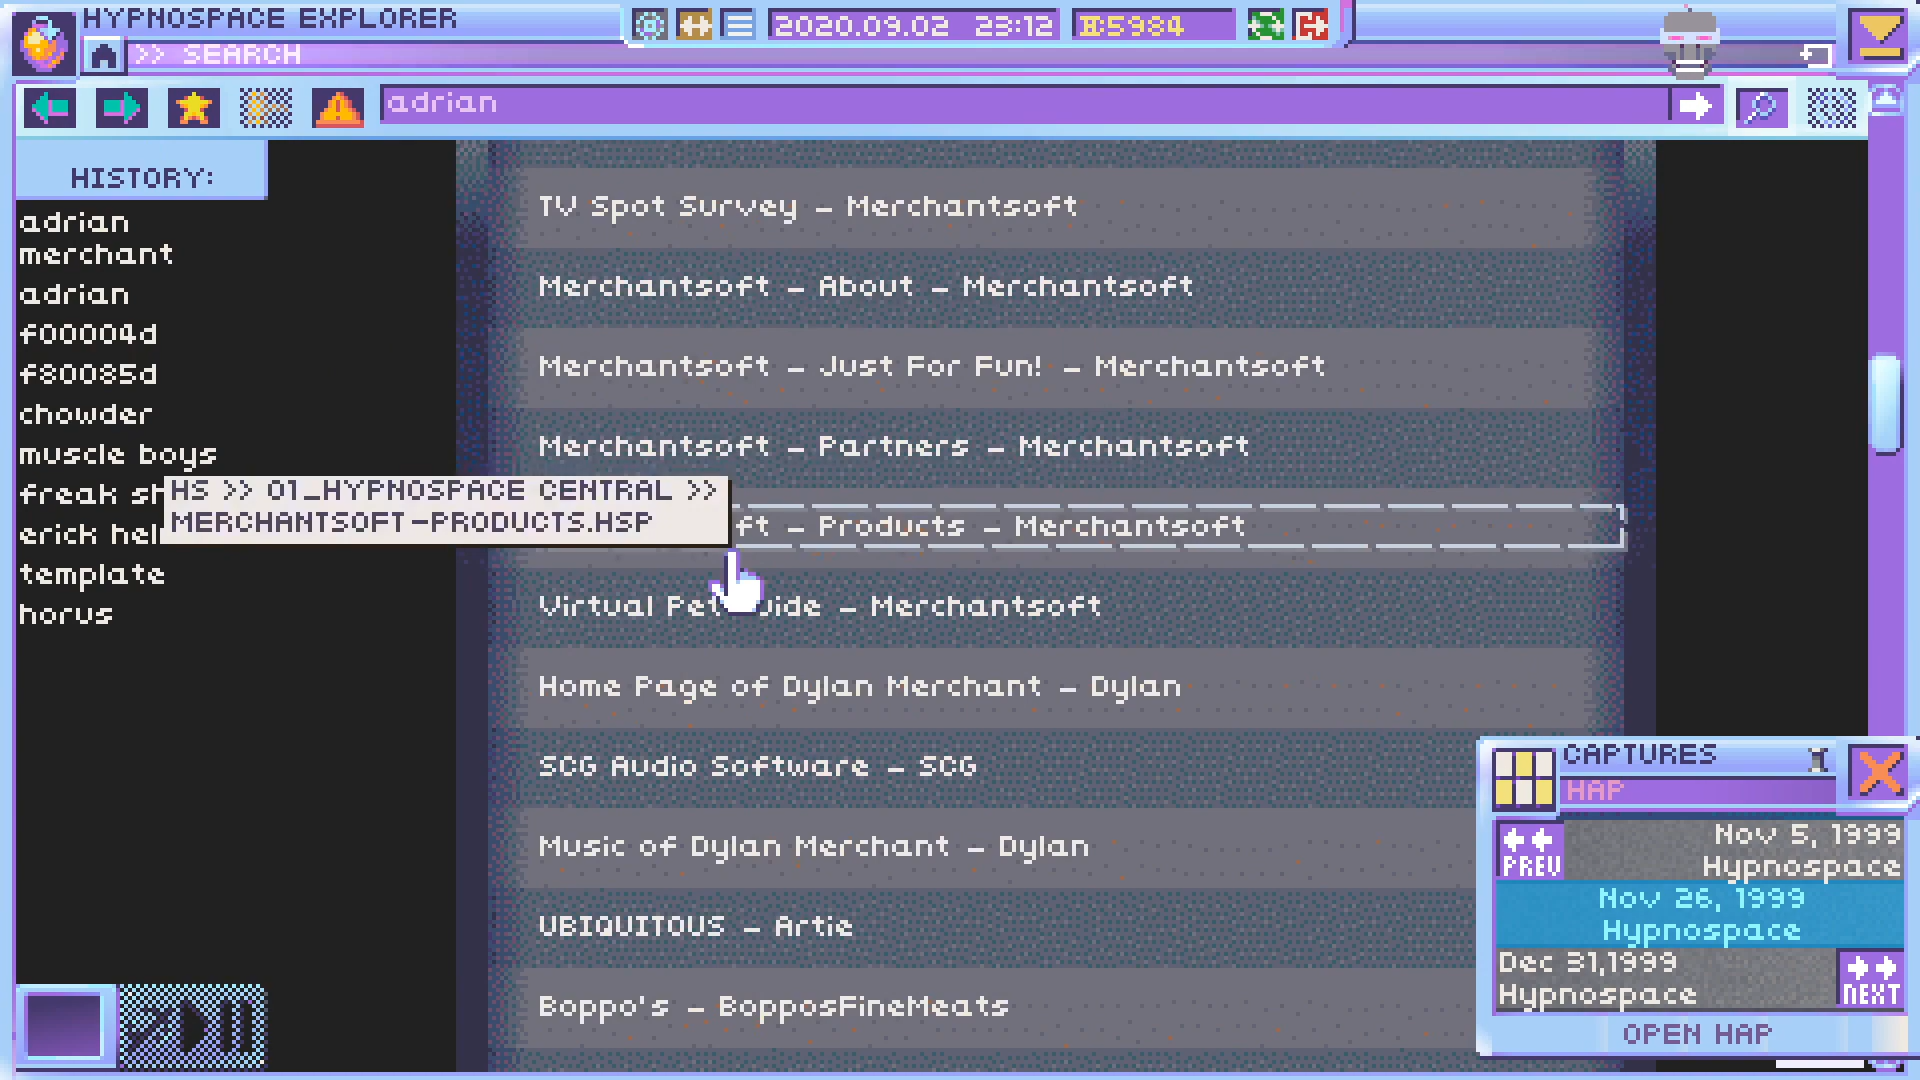 HYPNOSPACE EXPLORER
2020.09.02 23:12
5984
>> SEARCH
adrian
HISTORY:
adrian
merchant
adrian
f00004d
f80085d
chowder
muscle boys
freak sh
erick hel
template
horus
TV Spot Survey – Merchantsoft
Merchantsoft – About – Merchantsoft
Merchantsoft – Just For Fun! – Merchantsoft
Merchantsoft – Partners – Merchantsoft
HS >> 01_HYPNOSPACE CENTRAL >>
MERCHANTSOFT-PRODUCTS.HSP
ft – Products – Merchantsoft
Virtual Pet uide – Merchantsoft
Home Page of Dylan Merchant – Dylan
SCG Audio Software – SCG
Music of Dylan Merchant – Dylan
UBIQUITOUS – Artie
Boppo's – BopposFineMeats
CAPTURES
HAP
PREV
Nov 5, 1999
Hypnospace
Nov 26, 1999
Hypnospace
Dec 31,1999
Hypnospace
NEXT
OPEN HAP